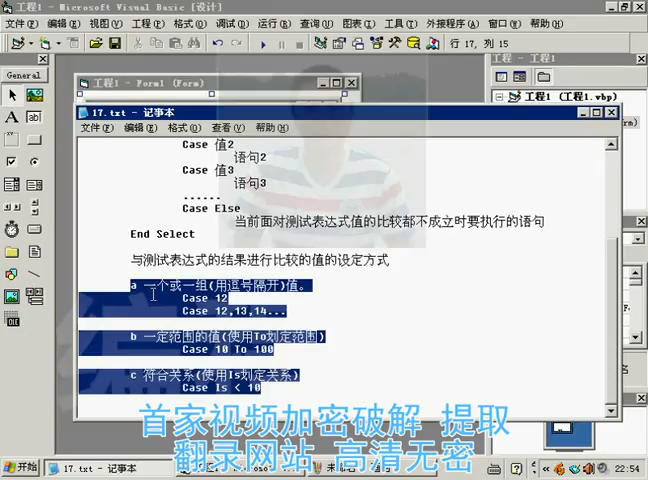 工程1 - Microsoft Visual Basic [设计]
文件(F) 编辑(E) 视图(V) 工程(P) 格式(O) 调试(D) 运行(R) 查询(U) 图表(I) 工具(T) 外接程序(A) 窗口(W) 帮助(H)
行 17, 列 15
General
工程1 - Form1 (Form)
工程 - 工程1
工程1 (工程1.vbp)
17.txt - 记事本
文件(F) 编辑(E) 格式(O) 查看(V) 帮助(H)
Case 值2
语句2
Case 值3
语句3
......
Case Else
当前面对测试表达式值的比较都不成立时要执行的语句
End Select
与测试表达式的结果进行比较的值的设定方式
a 一个或一组(用逗号隔开)值。
Case 12
Case 12,13,14...
b 一定范围的值(使用To划定范围)
Case 10 To 100
c 符合关系(使用Is划定关系)
Case Is < 10
首家视频加密破解 提取
翻录网站 高清无密
开始
17.txt - 记事本
22:54